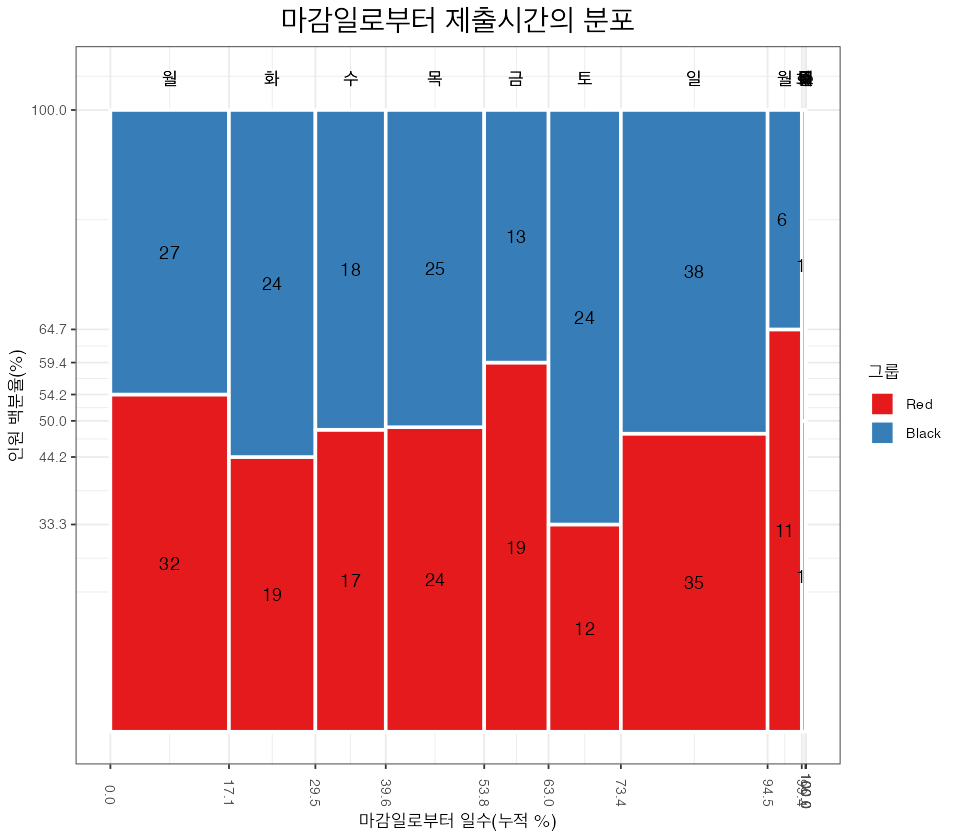 마감일로부터 제출시간의 분포
월 화 수 목 금 토 일 월
100.0
64.7
59.4
54.2
50.0
44.2
33.3
인원 백분율(%)
27 24 18 25 13 24 38 6 1
32 19 17 24 19 12 35 11 1
0.0 17.1 29.5 39.6 53.8 63.0 73.4 94.5 100.0
마감일로부터 일수(누적 %)
그룹
Red
Black